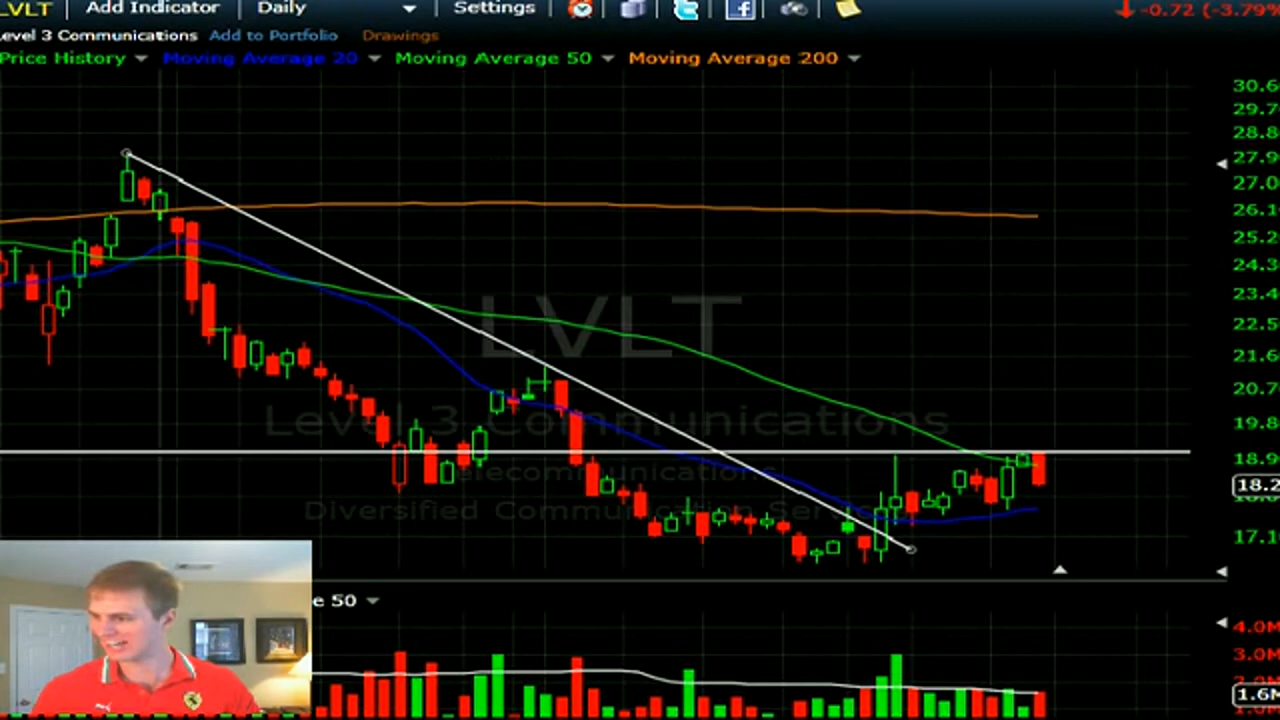 LVLT Add Indicator Daily Settings -0.72 (-3.79%
Level 3 Communications Add to Portfolio Drawings
Price History Moving Average 20 Moving Average 50 Moving Average 200
30.6
29.7
28.8
27.9
27.0
26.1
25.2
24.3
23.4
22.5
21.6
20.7
19.8
18.9
18.2
17.1
LVLT
Level 3 Communications
Telecommunications
Diversified Communication Services
e 50
4.0M
3.0M
1.6M